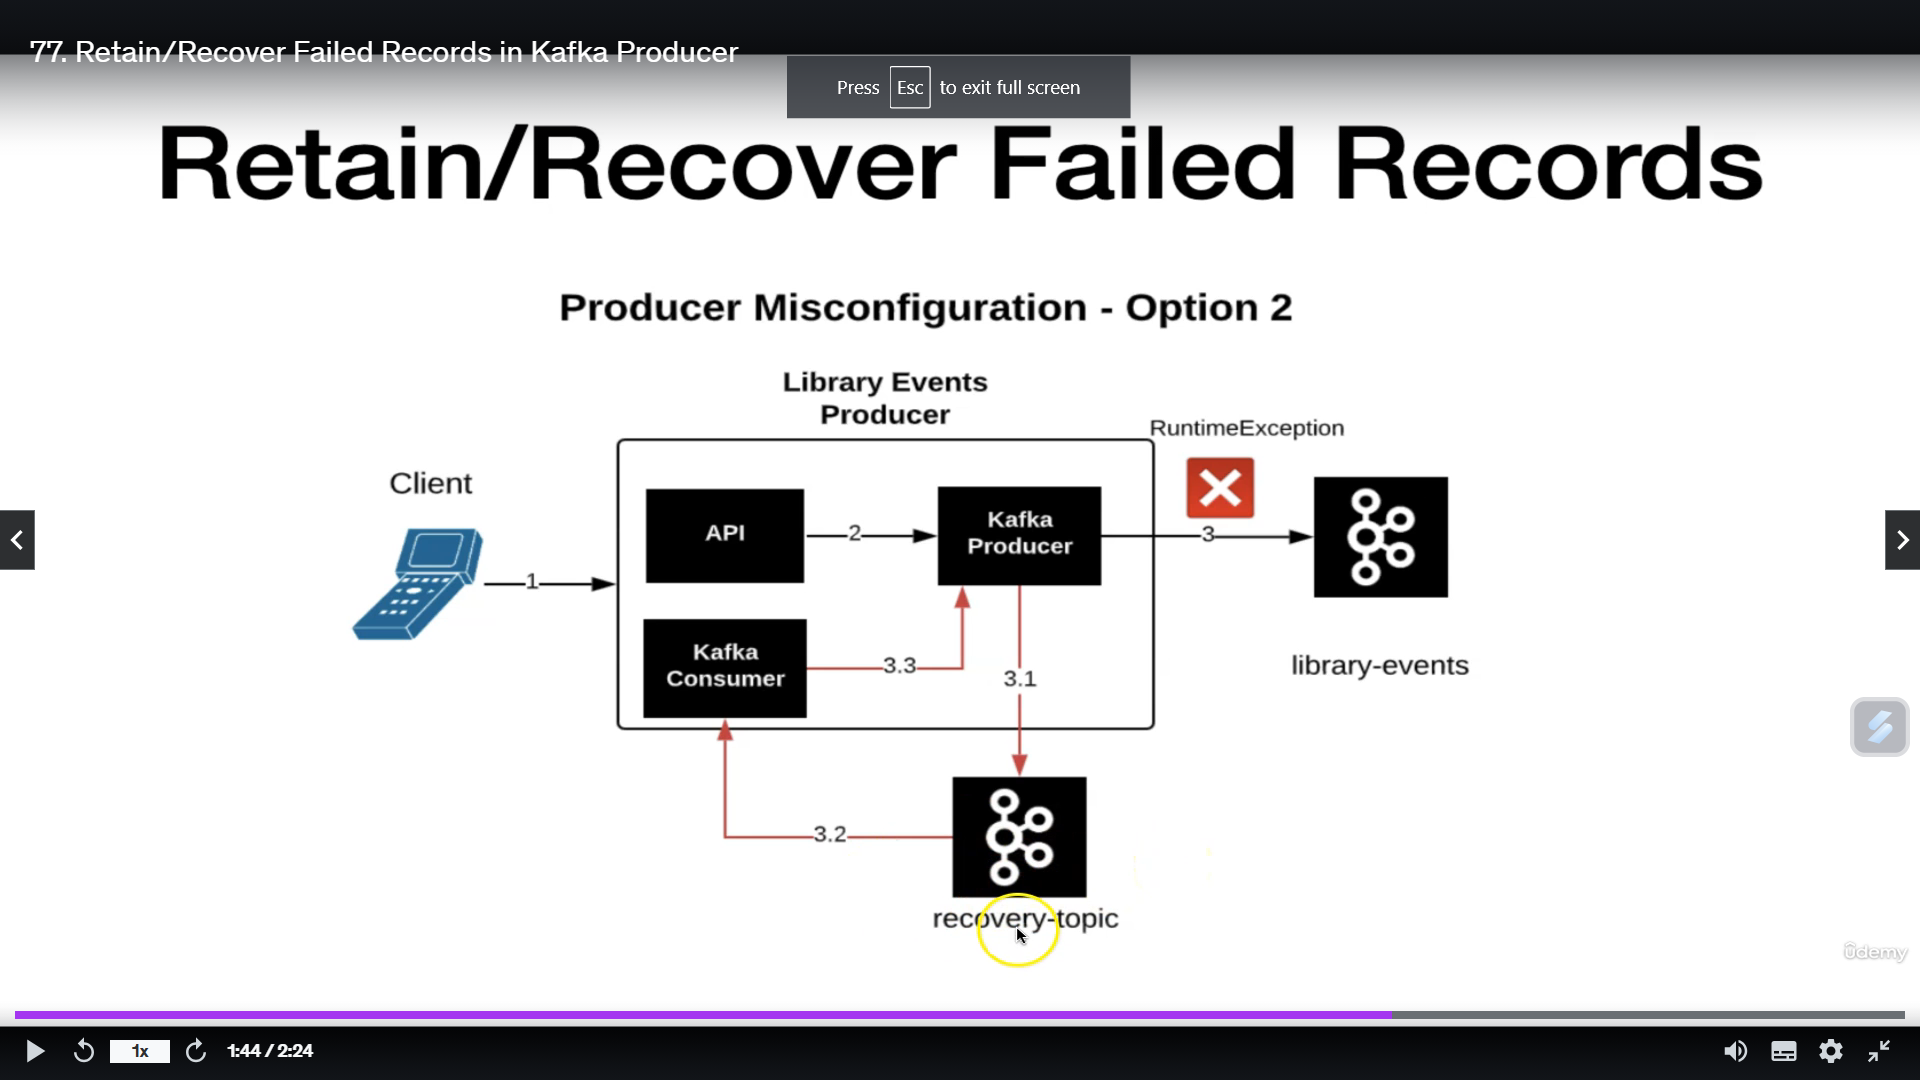 77. Retain/Recover Failed Records in Kafka Producer
Press Esc to exit full screen
Retain/Recover Failed Records
Producer Misconfiguration - Option 2
Library Events
Producer
RuntimeException
Client
API
2
Kafka
Producer
3
1
Kafka
Consumer
3.3
3.1
library-events
3.2
recovery-topic
ûdemy
1x
1:44 / 2:24